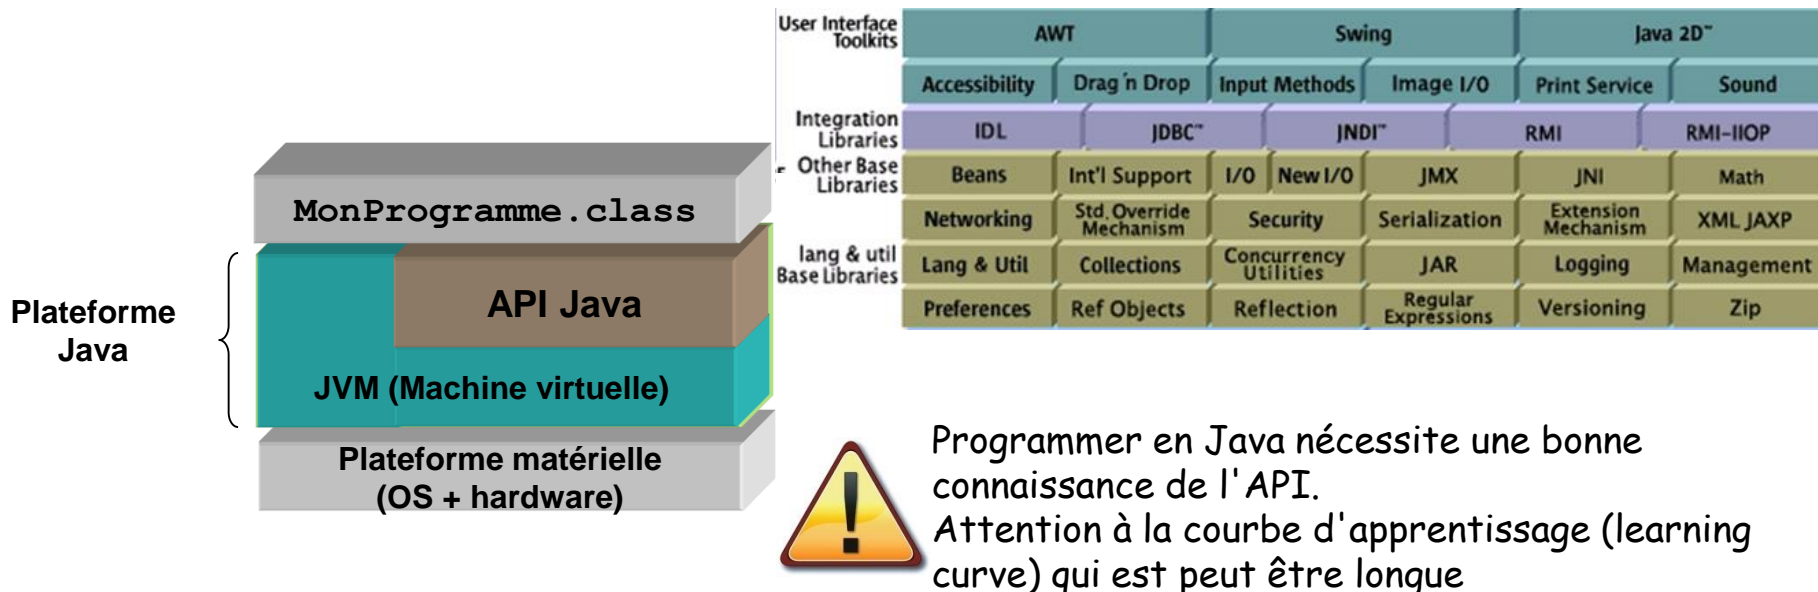 User Interface
Toolkits
AWT Swing Java 2D™
Accessibility Drag 'n Drop Input Methods Image I/O Print Service Sound
Integration
Libraries
IDL JDBC™ JNDI™ RMI RMI-IIOP
Other Base
Libraries
Beans Int'l Support I/O New I/O JMX JNI Math
Networking Std. Override Mechanism Security Serialization Extension Mechanism XML JAXP
lang & util
Base Libraries
Lang & Util Collections Concurrency Utilities JAR Logging Management
Preferences Ref Objects Reflection Regular Expressions Versioning Zip
MonProgramme.class
Plateforme
Java
API Java
JVM (Machine virtuelle)
Plateforme matérielle
(OS + hardware)
Programmer en Java nécessite une bonne
connaissance de l'API.
Attention à la courbe d'apprentissage (learning
curve) qui est peut être longue